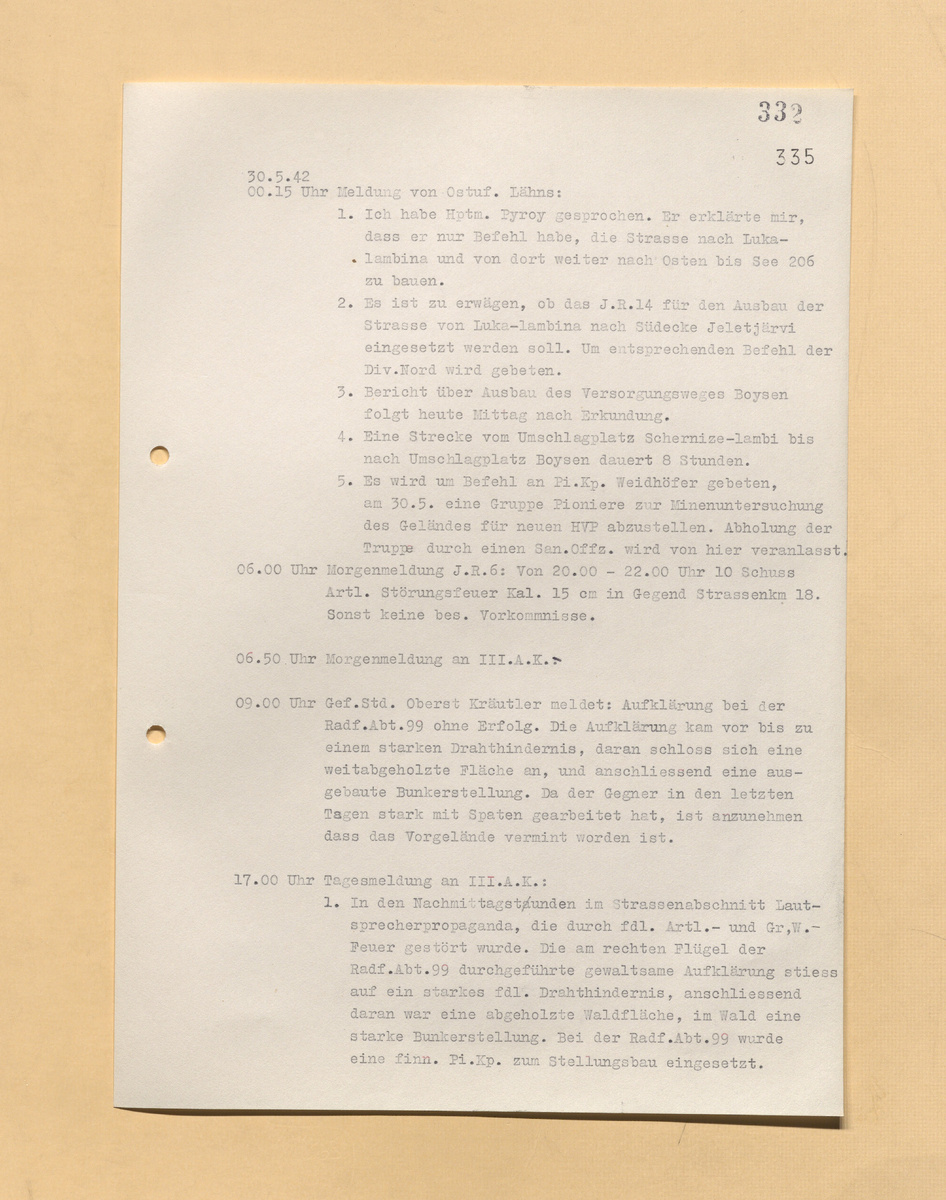 332
335
30.5.42
00.15 Uhr Meldung von Ostuf. Lähns:
1. Ich habe Hptm. Pyroy gesprochen. Er erklärte mir,
dass er nur Befehl habe, die Strasse nach Luka-
lambina und von dort weiter nach Osten bis See 206
zu bauen.
2. Es ist zu erwägen, ob das J.R.14 für den Ausbau der
Strasse von Luka-lambina nach Südecke Jeletjärvi
eingesetzt werden soll. Um entsprechenden Befehl der
Div.Nord wird gebeten.
3. Bericht über Ausbau des Versorgungsweges Boysen
folgt heute Mittag nach Erkundung.
4. Eine Strecke vom Umschlagplatz Schernize-lambi bis
nach Umschlagplatz Boysen dauert 8 Stunden.
5. Es wird um Befehl an Pi.Kp. Weidhöfer gebeten,
am 30.5. eine Gruppe Pioniere zur Minenuntersuchung
des Geländes für neuen HVP abzustellen. Abholung der
Truppe durch einen San.Offz. wird von hier veranlasst.
06.00 Uhr Morgenmeldung J.R.6: Von 20.00 - 22.00 Uhr 10 Schuss
Artl. Störungsfeuer Kal. 15 cm in Gegend Strassenkm 18.
Sonst keine bes. Vorkommnisse.
06.50 Uhr Morgenmeldung an III.A.K.
09.00 Uhr Gef.Std. Oberst Kräutler meldet: Aufklärung bei der
Radf.Abt.99 ohne Erfolg. Die Aufklärung kam vor bis zu
einem starken Drahthindernis, daran schloss sich eine
weitabgeholzte Fläche an, und anschliessend eine aus-
gebaute Bunkerstellung. Da der Gegner in den letzten
Tagen stark mit Spaten gearbeitet hat, ist anzunehmen
dass das Vorgelände vermint worden ist.
17.00 Uhr Tagesmeldung an III.A.K.:
1. In den Nachmittagstunden im Strassenabschnitt Laut-
sprecherpropaganda, die durch fdl. Artl.- und Gr,W.-
Feuer gestört wurde. Die am rechten Flügel der
Radf.Abt.99 durchgeführte gewaltsame Aufklärung stiess
auf ein starkes fdl. Drahthindernis, anschliessend
daran war eine abgeholzte Waldfläche, im Wald eine
starke Bunkerstellung. Bei der Radf.Abt.99 wurde
eine finn. Pi.Kp. zum Stellungsbau eingesetzt.